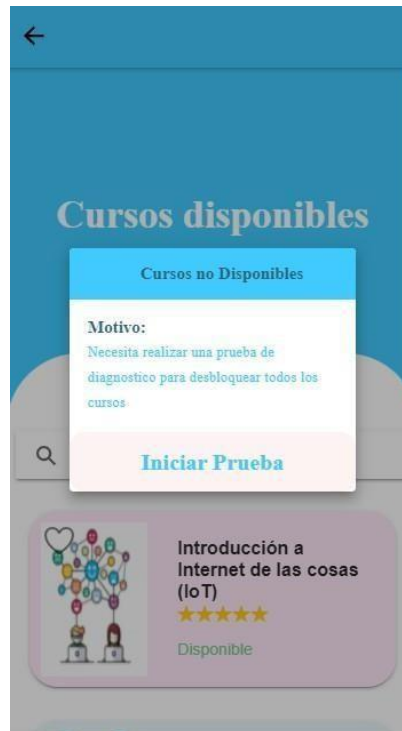 Cursos disponibles
Cursos no Disponibles
Motivo:
Necesita realizar una prueba de
diagnostico para desbloquear todos los
cursos
Iniciar Prueba
Introducción a
Internet de las cosas
(IoT)
Disponible